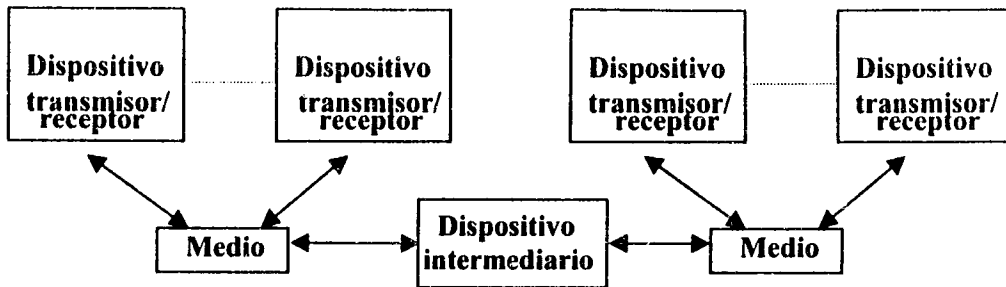 Dispositivo
transmisor/
receptor
Dispositivo
transmisor/
receptor
Dispositivo
transmisor/
receptor
Dispositivo
transmisor/
receptor
Medio
Dispositivo
intermediario
Medio